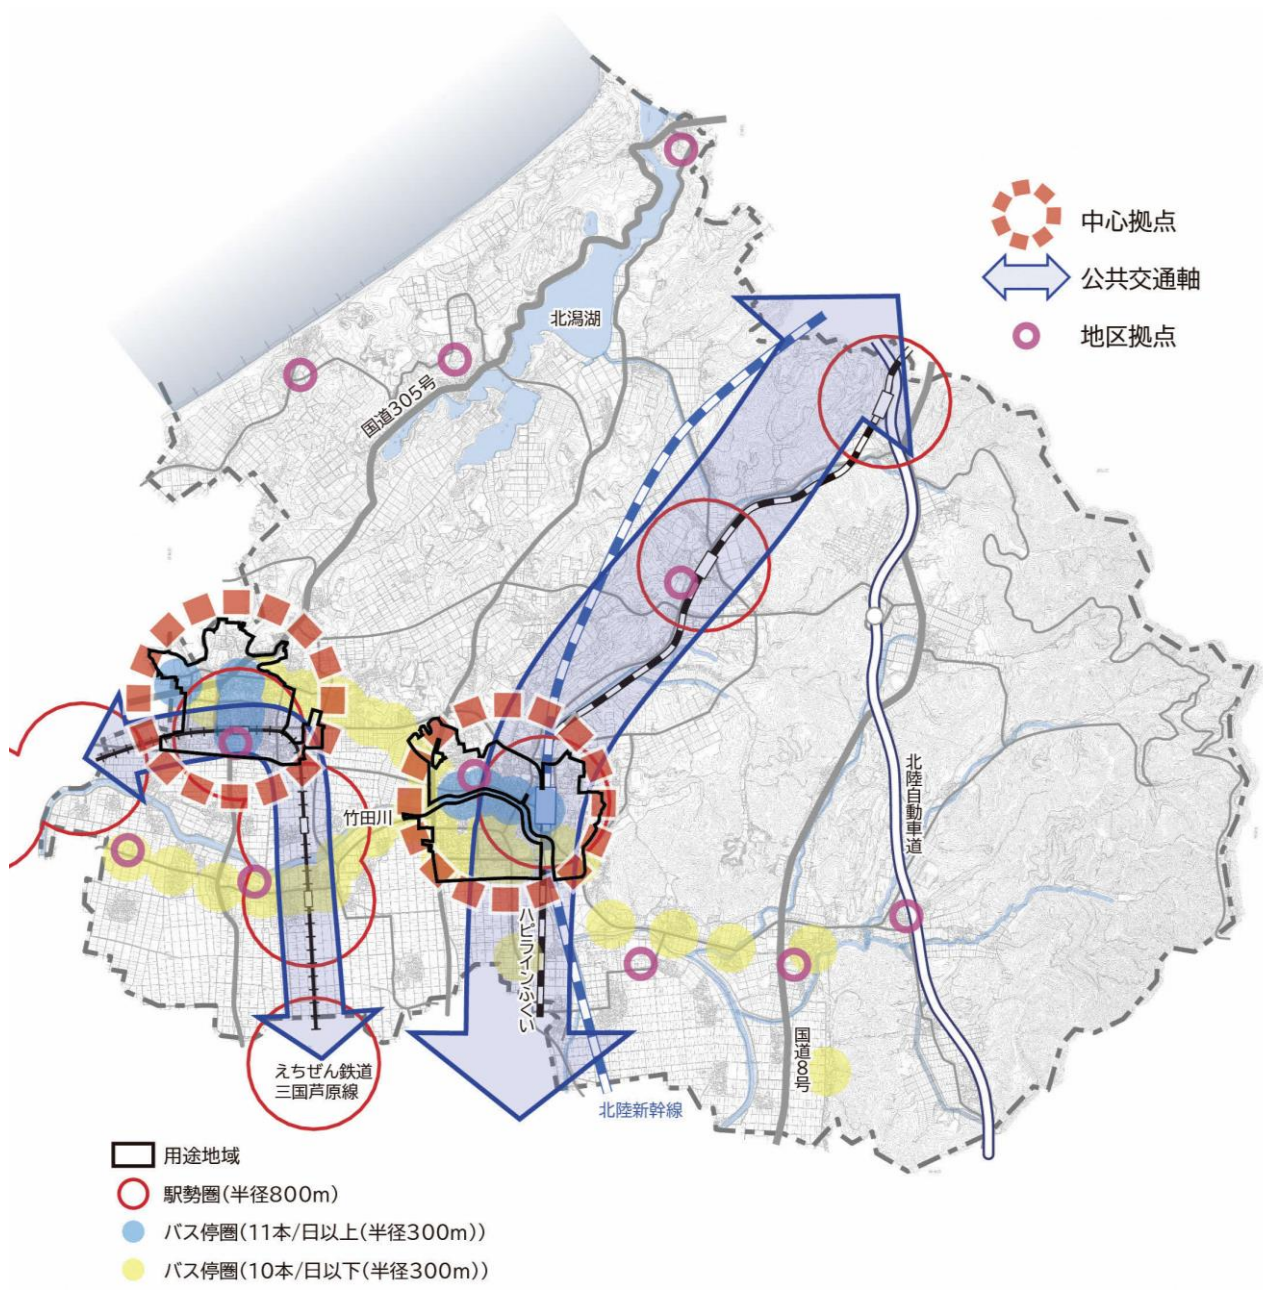 中心拠点
公共交通軸
地区拠点
北潟湖
国道305号
竹田川
北陸自動車道
ハピラインふくい
国道8号
えちぜん鉄道
三国芦原線
北陸新幹線
用途地域
駅勢圏(半径800m)
バス停圏(11本/日以上(半径300m))
バス停圏(10本/日以下(半径300m))